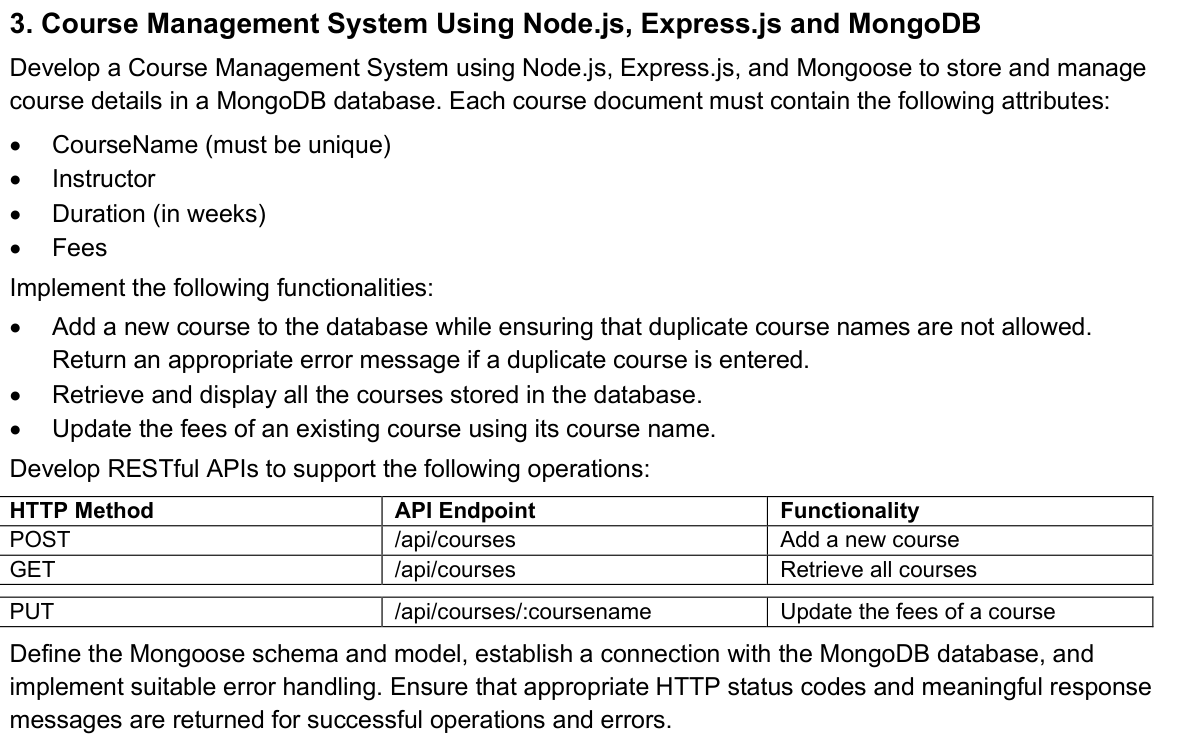 3. Course Management System Using Node.js, Express.js and MongoDB
Develop a Course Management System using Node.js, Express.js, and Mongoose to store and manage
course details in a MongoDB database. Each course document must contain the following attributes:
• CourseName (must be unique)
• Instructor
• Duration (in weeks)
• Fees
Implement the following functionalities:
• Add a new course to the database while ensuring that duplicate course names are not allowed.
Return an appropriate error message if a duplicate course is entered.
• Retrieve and display all the courses stored in the database.
• Update the fees of an existing course using its course name.
Develop RESTful APIs to support the following operations:
HTTP Method API Endpoint Functionality
POST /api/courses Add a new course
GET /api/courses Retrieve all courses
PUT /api/courses/:coursename Update the fees of a course
Define the Mongoose schema and model, establish a connection with the MongoDB database, and
implement suitable error handling. Ensure that appropriate HTTP status codes and meaningful response
messages are returned for successful operations and errors.